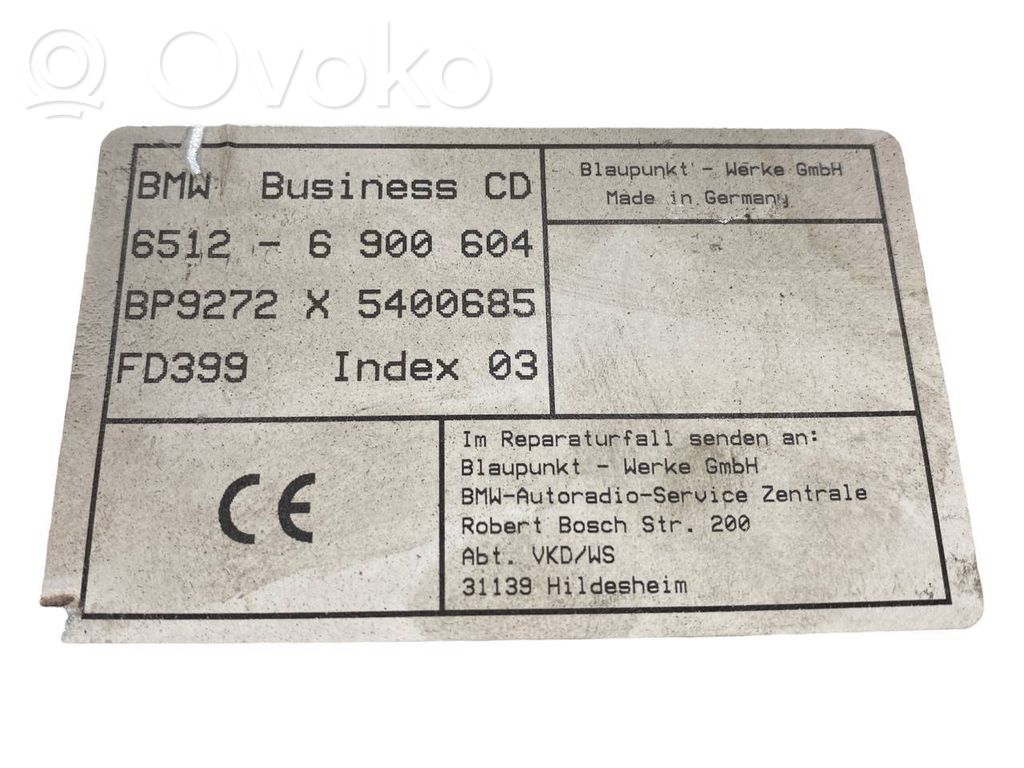 Ovoko
BMW Business CD
6512 - 6 900 604
BP9272 X 5400685
FD399 Index 03
Blaupunkt - Werke GmbH
Made in Germany
CE
Im Reparaturfall senden an:
Blaupunkt - Werke GmbH
BMW-Autoradio-Service Zentrale
Robert Bosch Str. 200
Abt. VKD/WS
31139 Hildesheim